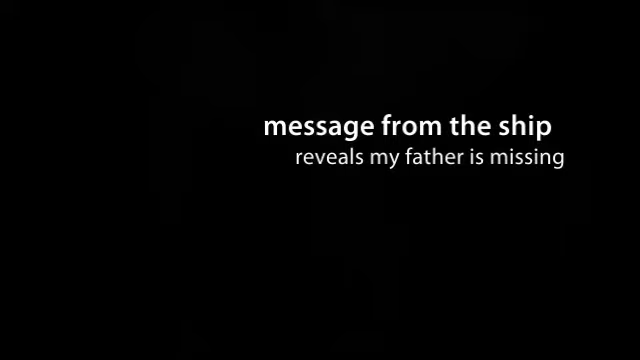 message from the ship
reveals my father is missing